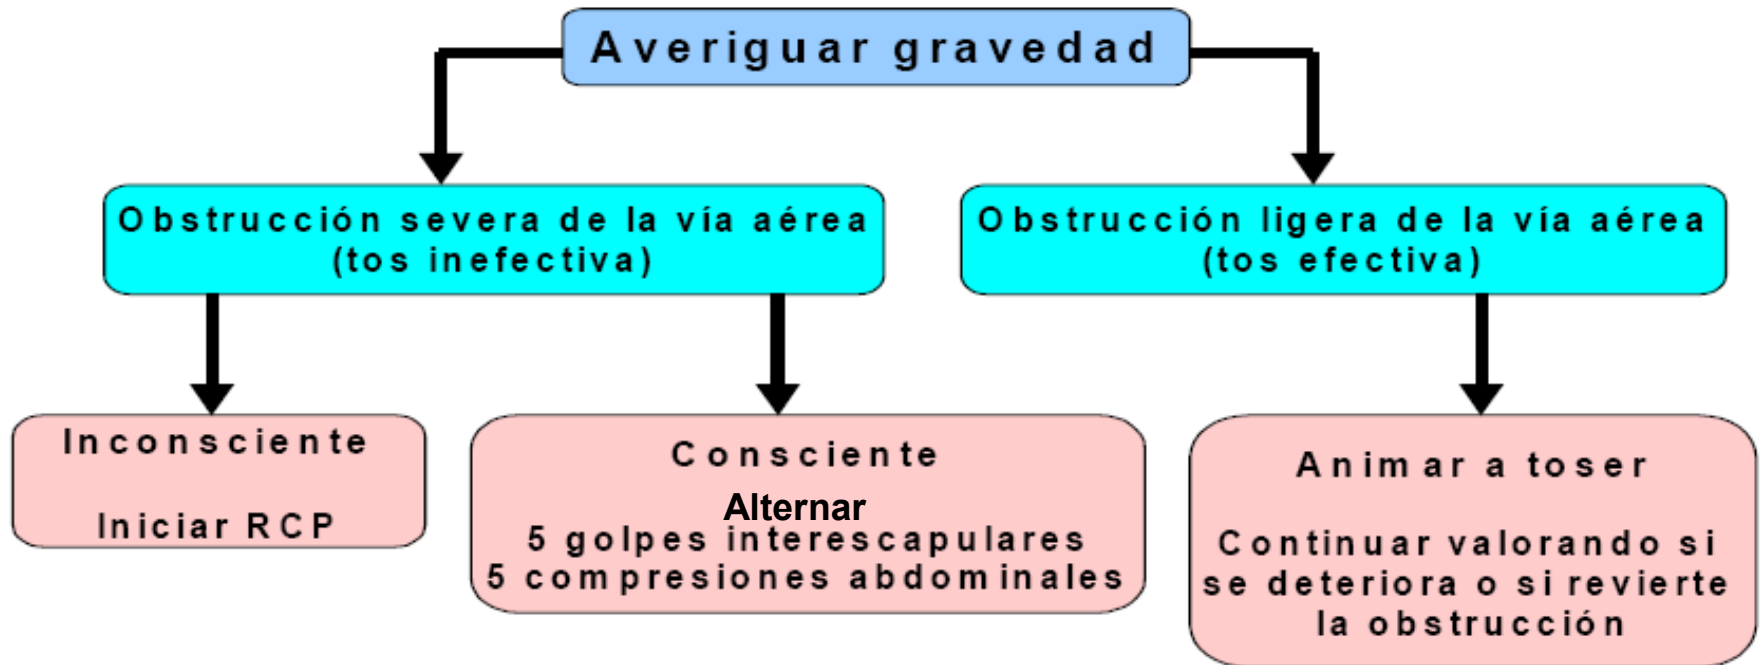 Averiguar gravedad
Obstrucción severa de la vía aérea
(tos inefectiva)
Obstrucción ligera de la vía aérea
(tos efectiva)
Inconsciente
Iniciar RCP
Consciente
Alternar
5 golpes interescapulares
5 compresiones abdominales
Animar a toser
Continuar valorando si
se deteriora o si revierte
la obstrucción